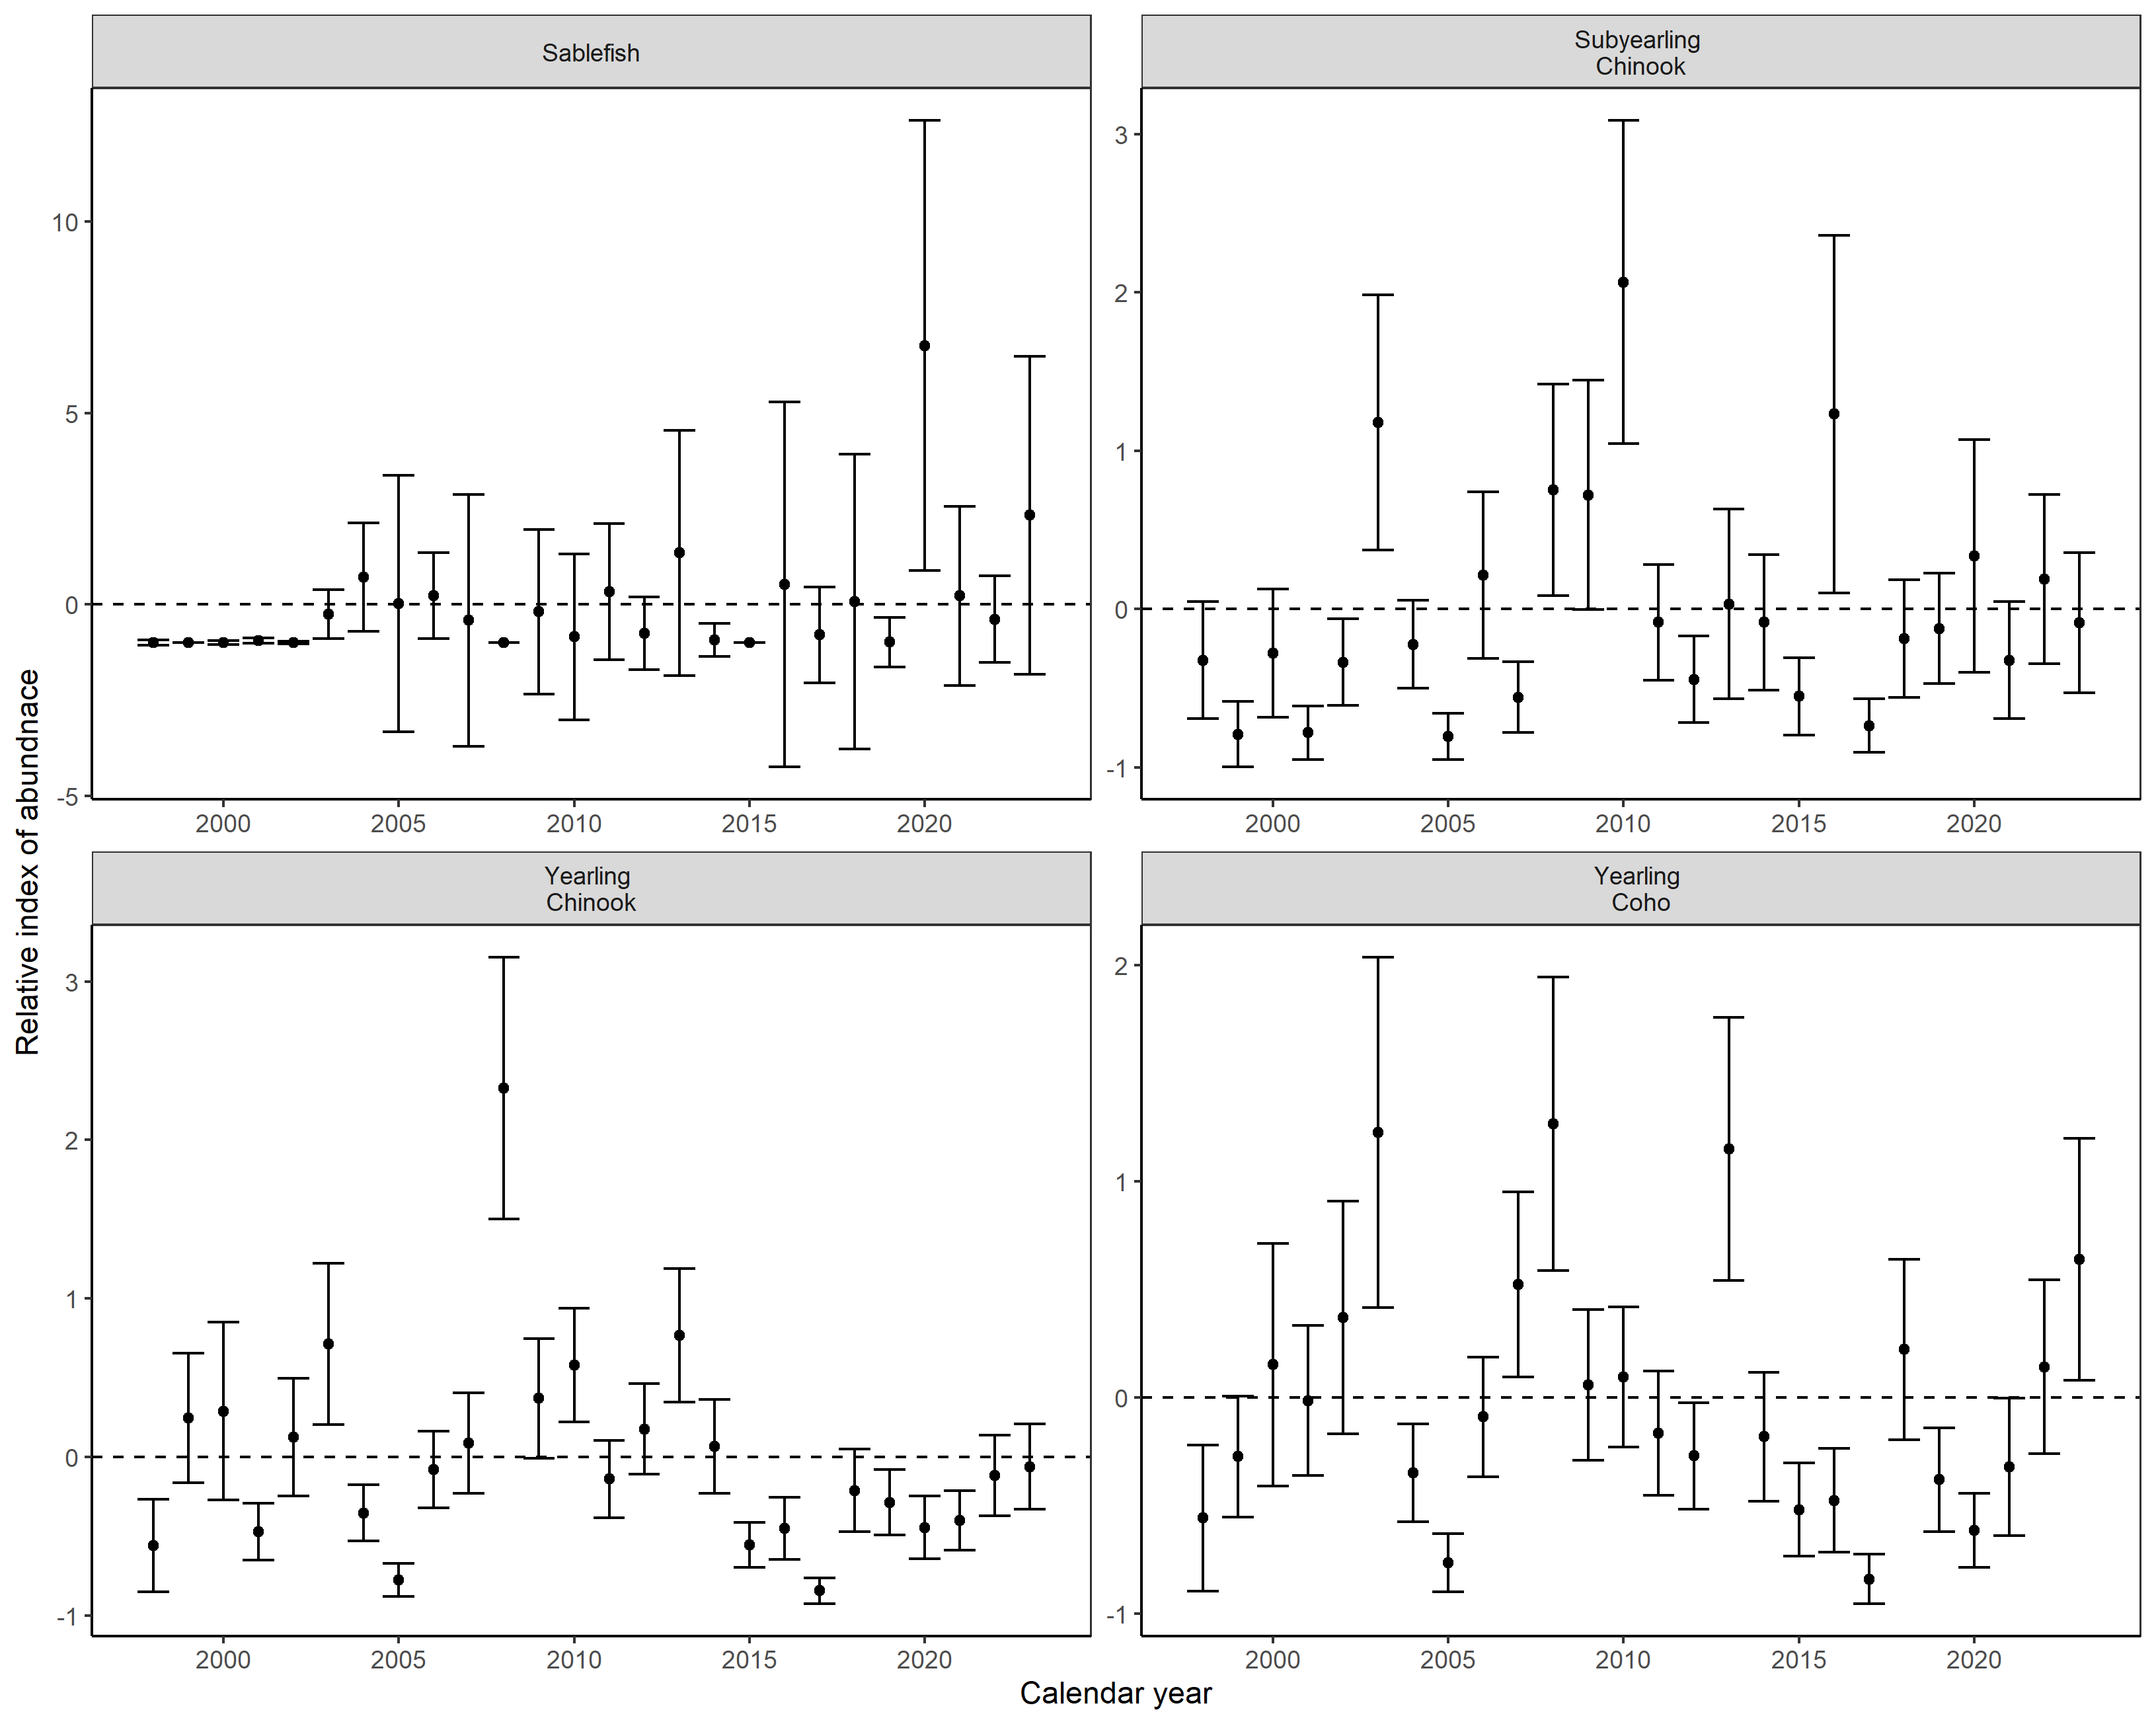 Sablefish
Subyearling
Chinook
10
5
0
-5
3
2
1
0
-1
2000 2005 2010 2015 2020
2000 2005 2010 2015 2020
Relative index of abundnace
Yearling
Chinook
Yearling
Coho
3
2
1
0
-1
2
1
0
-1
2000 2005 2010 2015 2020
2000 2005 2010 2015 2020
Calendar year